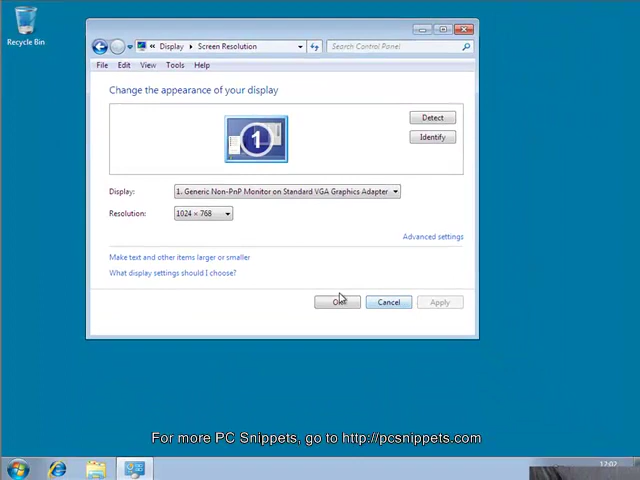 Recycle Bin
« Display › Screen Resolution
Search Control Panel
File Edit View Tools Help
Change the appearance of your display
1
Detect
Identify
Display: 1. Generic Non-PnP Monitor on Standard VGA Graphics Adapter
Resolution: 1024 × 768
Advanced settings
Make text and other items larger or smaller
What display settings should I choose?
Cancel Apply
For more PC Snippets, go to http://pcsnippets.com
12:02